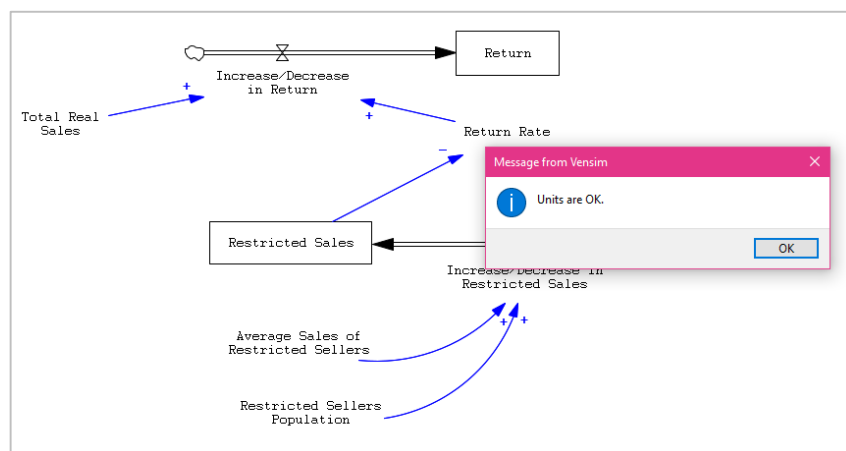 Return
+
Increase/Decrease
in Return
+
Total Real
Sales
Return Rate
−
Message from Vensim
Units are OK.
OK
Restricted Sales
Increase/Decrease in
Restricted Sales
+ +
Average Sales of
Restricted Sellers
Restricted Sellers
Population